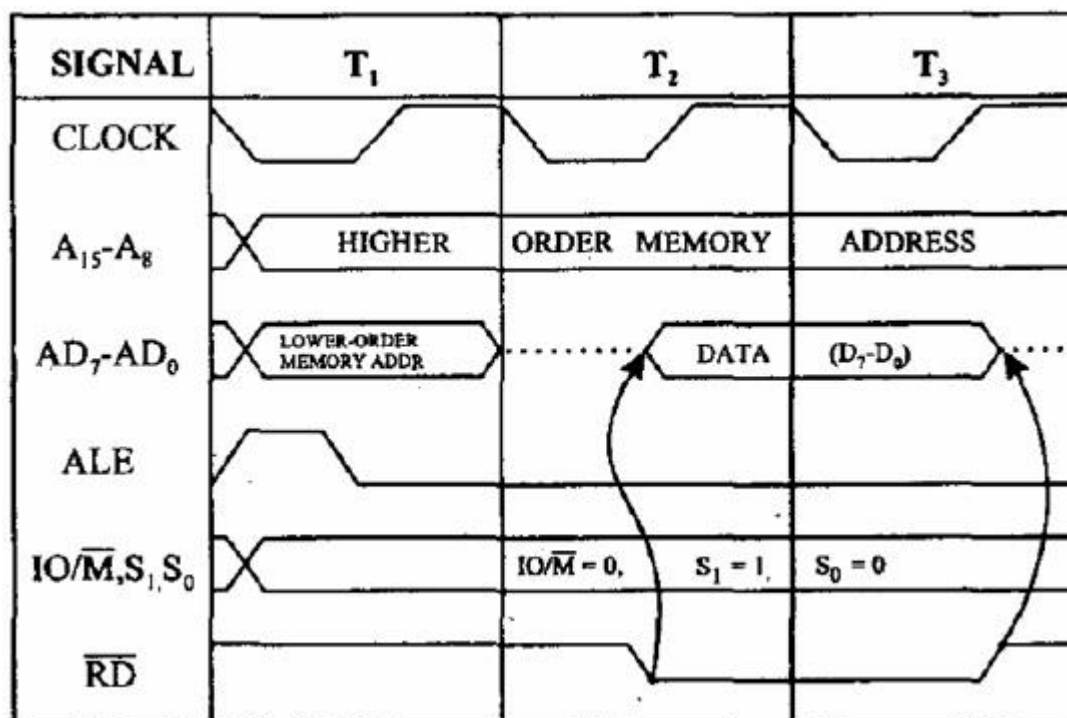 SIGNAL T₁ T₂ T₃
CLOCK
A₁₅-A₈ HIGHER ORDER MEMORY ADDRESS
AD₇-AD₀ LOWER-ORDER MEMORY ADDR DATA (D₇-D₀)
ALE
IO/M̅,S₁,S₀ IO/M̅ = 0, S₁ = 1, S₀ = 0
R̅D̅